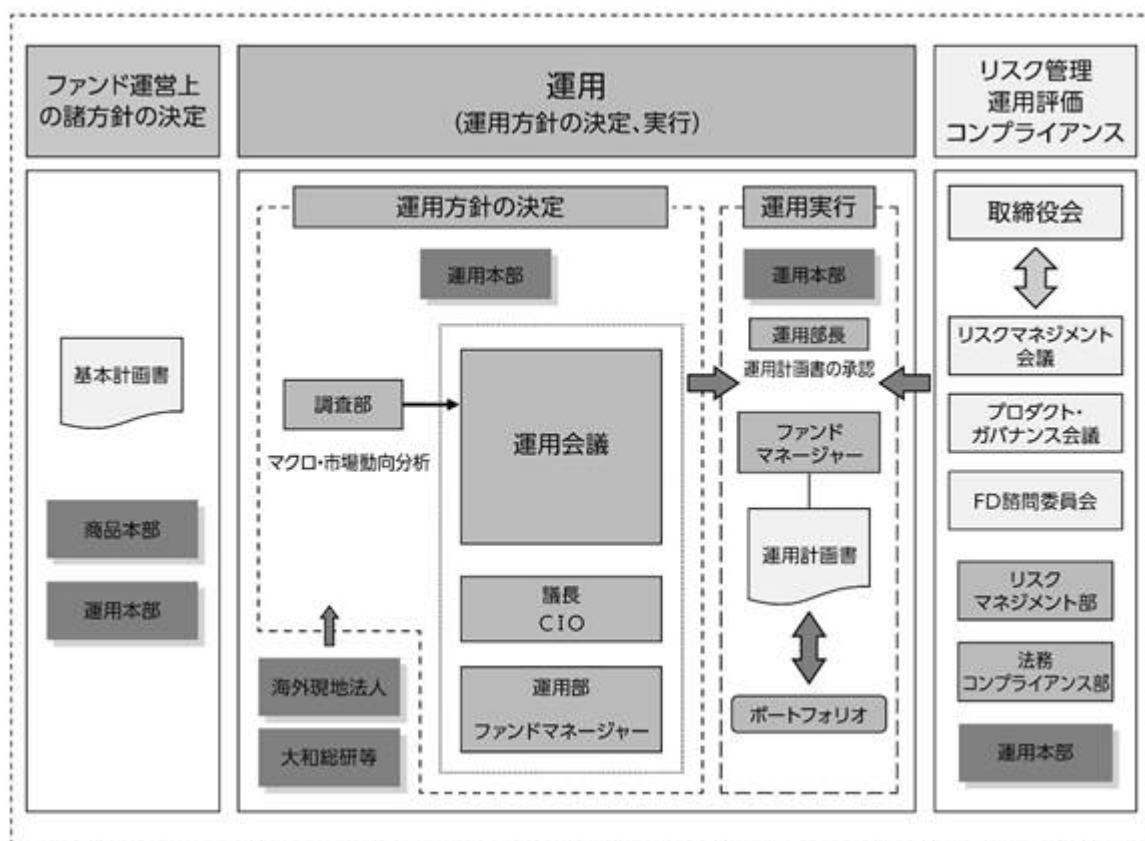 ファンド運営上
の諸方針の決定
運用
(運用方針の決定、実行)
リスク管理
運用評価
コンプライアンス
基本計画書
商品本部
運用本部
運用方針の決定
運用本部
調査部
マクロ・市場動向分析
運用会議
議長
CIO
運用部
ファンドマネージャー
海外現地法人
大和総研等
運用実行
運用本部
運用部長
運用計画書の承認
ファンド
マネージャー
運用計画書
ポートフォリオ
取締役会
リスクマネジメント
会議
プロダクト・
ガバナンス会議
FD諮問委員会
リスク
マネジメント部
法務
コンプライアンス部
運用本部